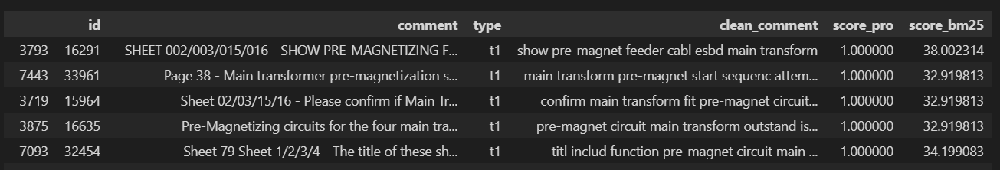 id comment type clean_comment score_pro score_bm25
3793 16291 SHEET 002/003/015/016 - SHOW PRE-MAGNETIZING F... t1 show pre-magnet feeder cabl esbd main transform 1.000000 38.002314
7443 33961 Page 38 - Main transformer pre-magnetization s... t1 main transform pre-magnet start sequenc attem... 1.000000 32.919813
3719 15964 Sheet 02/03/15/16 - Please confirm if Main Tr... t1 confirm main transform fit pre-magnet circuit... 1.000000 32.919813
3875 16635 Pre-Magnetizing circuits for the four main tra... t1 pre-magnet circuit main transform outstand is... 1.000000 32.919813
7093 32454 Sheet 79 Sheet 1/2/3/4 - The title of these sh... t1 titl includ function pre-magnet circuit main ... 1.000000 34.199083